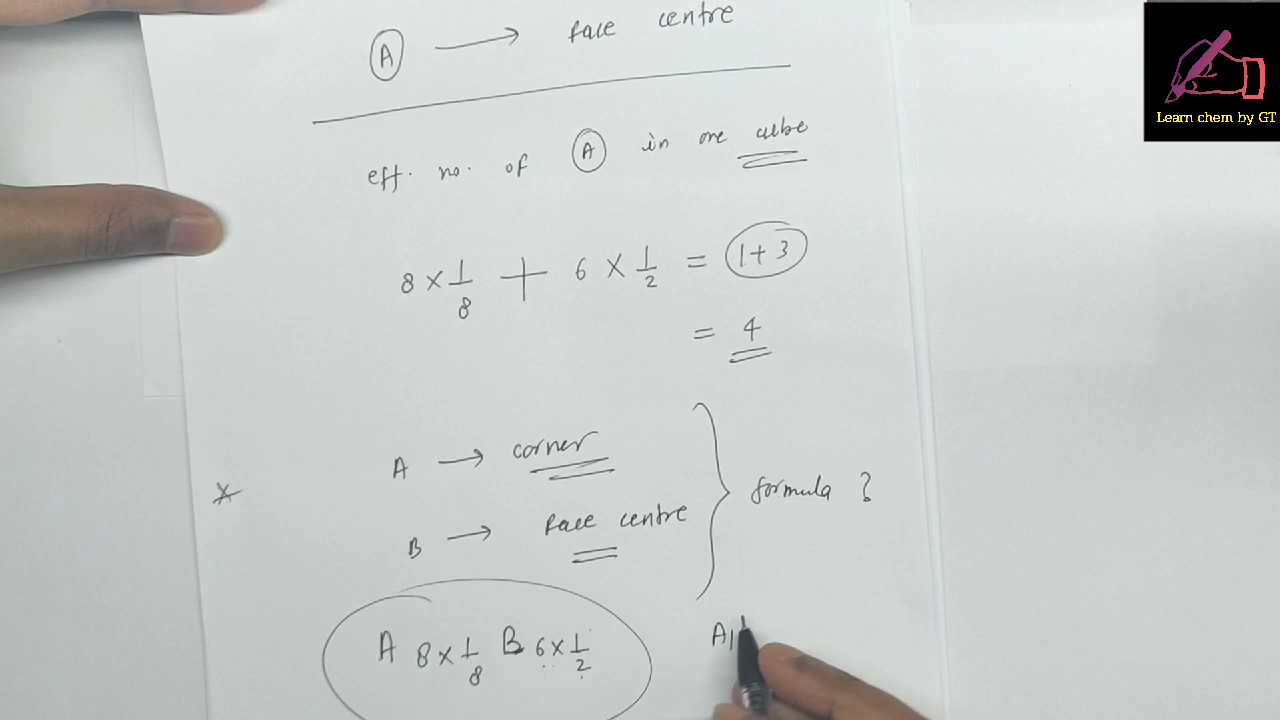 A → face centre
Learn chem by GT
eff. no. of A in one cube
8 × 1/8 + 6 × 1/2 = 1 + 3
= 4
A → corner
B → face centre
formula ?
A 8 × 1/8 B 6 × 1/2
A1